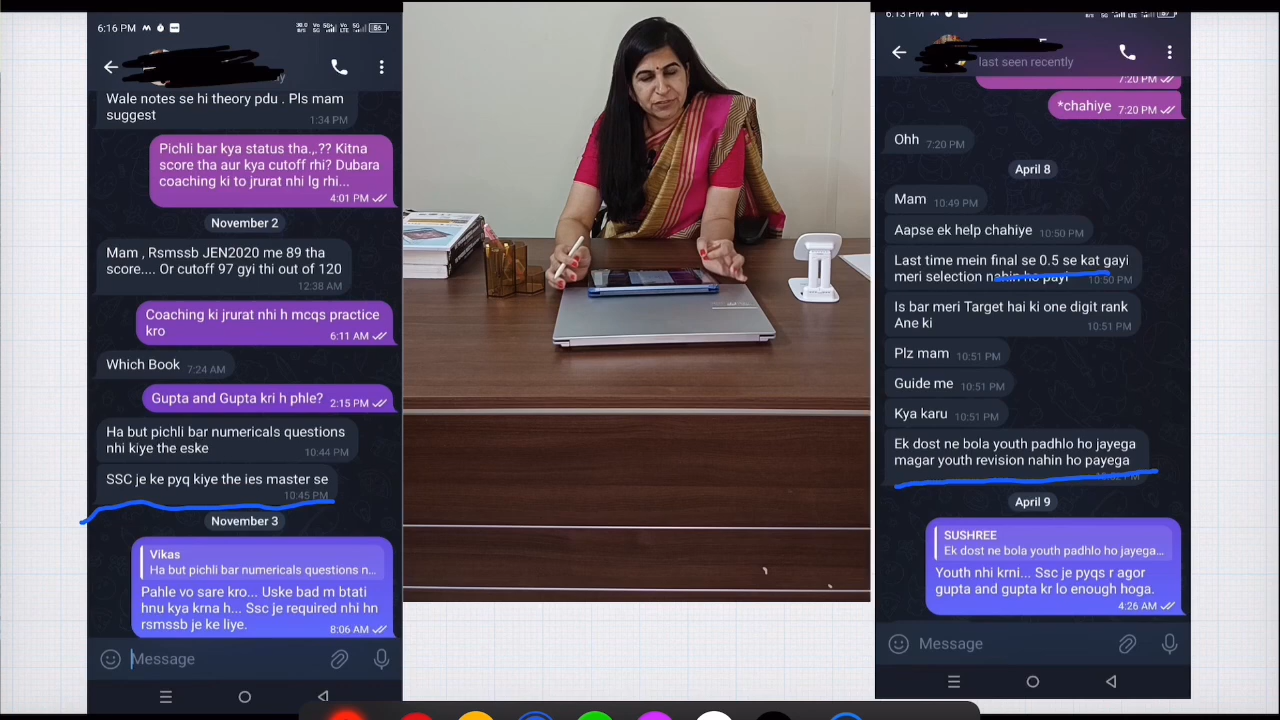 6:16 PM
Wale notes se hi theory pdu . Pls mam
suggest
1:34 PM
Pichli bar kya status tha.,.?? Kitna
score tha aur kya cutoff rhi? Dubara
coaching ki to jrurat nhi lg rhi...
4:01 PM
November 2
Mam , Rsmssb JEN2020 me 89 tha
score.... Or cutoff 97 gyi thi out of 120
12:38 AM
Coaching ki jrurat nhi h mcqs practice
kro
6:11 AM
Which Book 7:24 AM
Gupta and Gupta kri h phle? 2:15 PM
Ha but pichli bar numericals questions
nhi kiye the eske
10:44 PM
SSC je ke pyq kiye the ies master se
10:45 PM
November 3
Vikas
Ha but pichli bar numericals questions n...
Pahle vo sare kro... Uske bad m btati
hnu kya krna h... Ssc je required nhi hn
rsmssb je ke liye.
8:06 AM
Message
6:13 PM
last seen recently
7:20 PM
*chahiye 7:20 PM
Ohh 7:20 PM
April 8
Mam 10:49 PM
Aapse ek help chahiye 10:50 PM
Last time mein final se 0.5 se kat gayi
meri selection nahin ho payi 10:50 PM
Is bar meri Target hai ki one digit rank
Ane ki 10:51 PM
Plz mam 10:51 PM
Guide me 10:51 PM
Kya karu 10:51 PM
Ek dost ne bola youth padhlo ho jayega
magar youth revision nahin ho payega
April 9
SUSHREE
Ek dost ne bola youth padhlo ho jayega...
Youth nhi krni... Ssc je pyqs r agor
gupta and gupta kr lo enough hoga.
4:26 AM
Message